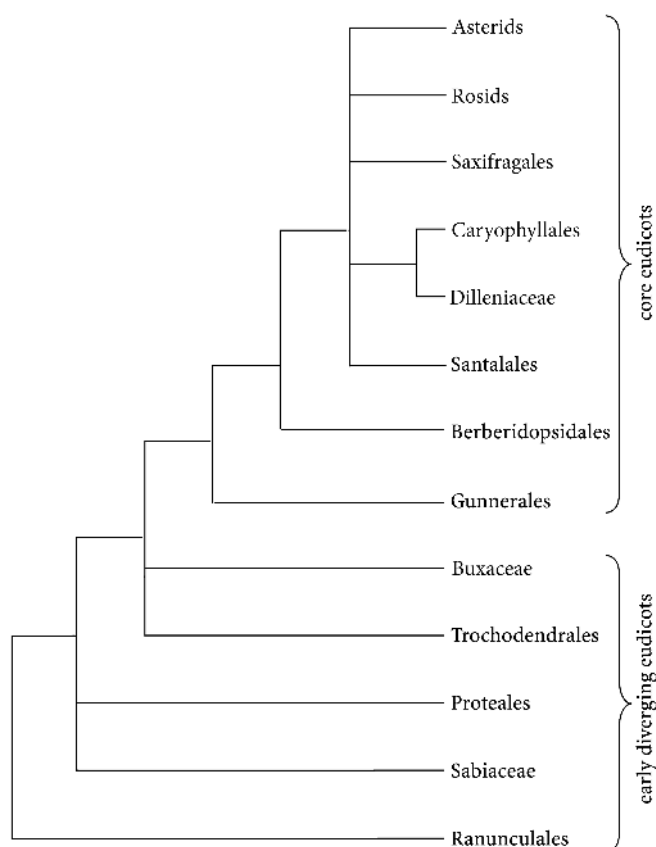 Asterids
Rosids
Saxifragales
Caryophyllales
Dilleniaceae
Santalales
Berberidopsidales
Gunnerales
core eudicots
Buxaceae
Trochodendrales
Proteales
Sabiaceae
Ranunculales
early diverging eudicots